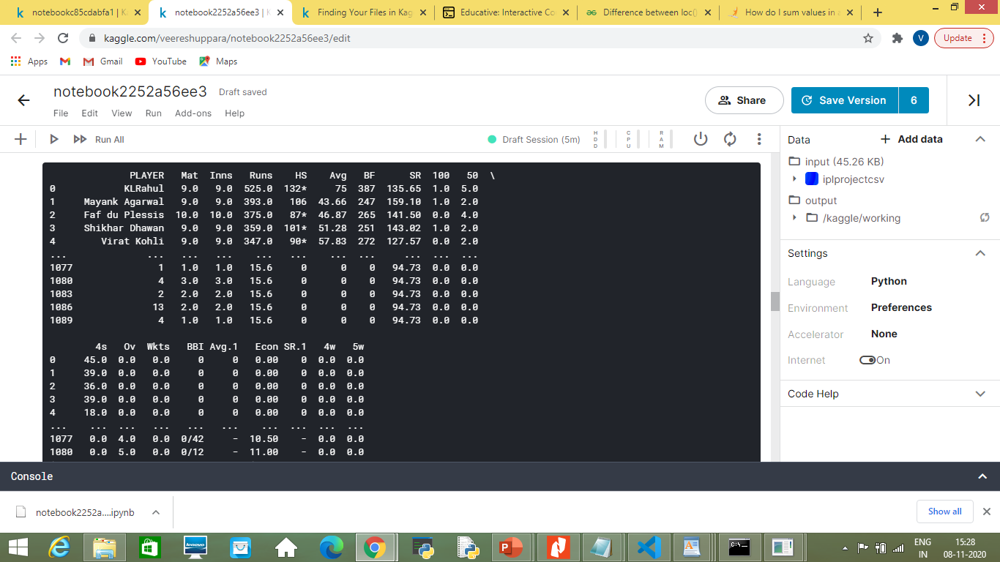 notebookc85cdabfa1 | K
notebook2252a56ee3 | K
Finding Your Files in Kag
Educative: Interactive Co
Difference between loc()
How do I sum values in a
kaggle.com/veereshuppara/notebook2252a56ee3/edit
V
Update
Apps
Gmail
YouTube
Maps
notebook2252a56ee3
Draft saved
File Edit View Run Add-ons Help
Share
Save Version
6
Run All
Draft Session (5m)
HDD
CPU
RAM
PLAYER Mat Inns Runs HS Avg BF SR 100 50 \
0 KLRahul 9.0 9.0 525.0 132* 75 387 135.65 1.0 5.0
1 Mayank Agarwal 9.0 9.0 393.0 106 43.66 247 159.10 1.0 2.0
2 Faf du Plessis 10.0 10.0 375.0 87* 46.87 265 141.50 0.0 4.0
3 Shikhar Dhawan 9.0 9.0 359.0 101* 51.28 251 143.02 1.0 2.0
4 Virat Kohli 9.0 9.0 347.0 90* 57.83 272 127.57 0.0 2.0
... ... ... ... ... ... ... ... ... ... ...
1077 1 1.0 1.0 15.6 0 0 0 94.73 0.0 0.0
1080 4 3.0 3.0 15.6 0 0 0 94.73 0.0 0.0
1083 2 2.0 2.0 15.6 0 0 0 94.73 0.0 0.0
1086 13 2.0 2.0 15.6 0 0 0 94.73 0.0 0.0
1089 4 1.0 1.0 15.6 0 0 0 94.73 0.0 0.0
4s Ov Wkts BBI Avg.1 Econ SR.1 4w 5w
0 45.0 0.0 0.0 0 0 0.00 0 0.0 0.0
1 39.0 0.0 0.0 0 0 0.00 0 0.0 0.0
2 36.0 0.0 0.0 0 0 0.00 0 0.0 0.0
3 39.0 0.0 0.0 0 0 0.00 0 0.0 0.0
4 18.0 0.0 0.0 0 0 0.00 0 0.0 0.0
... ... ... ... ... ... ... ... ... ...
1077 0.0 4.0 0.0 0/42 - 10.50 - 0.0 0.0
1080 0.0 5.0 0.0 0/12 - 11.00 - 0.0 0.0
Data
Add data
input (45.26 KB)
iplprojectcsv
output
/kaggle/working
Settings
Language Python
Environment Preferences
Accelerator None
Internet On
Code Help
Console
notebook2252a....ipynb
Show all
lenovo
ENG
IN
15:28
08-11-2020